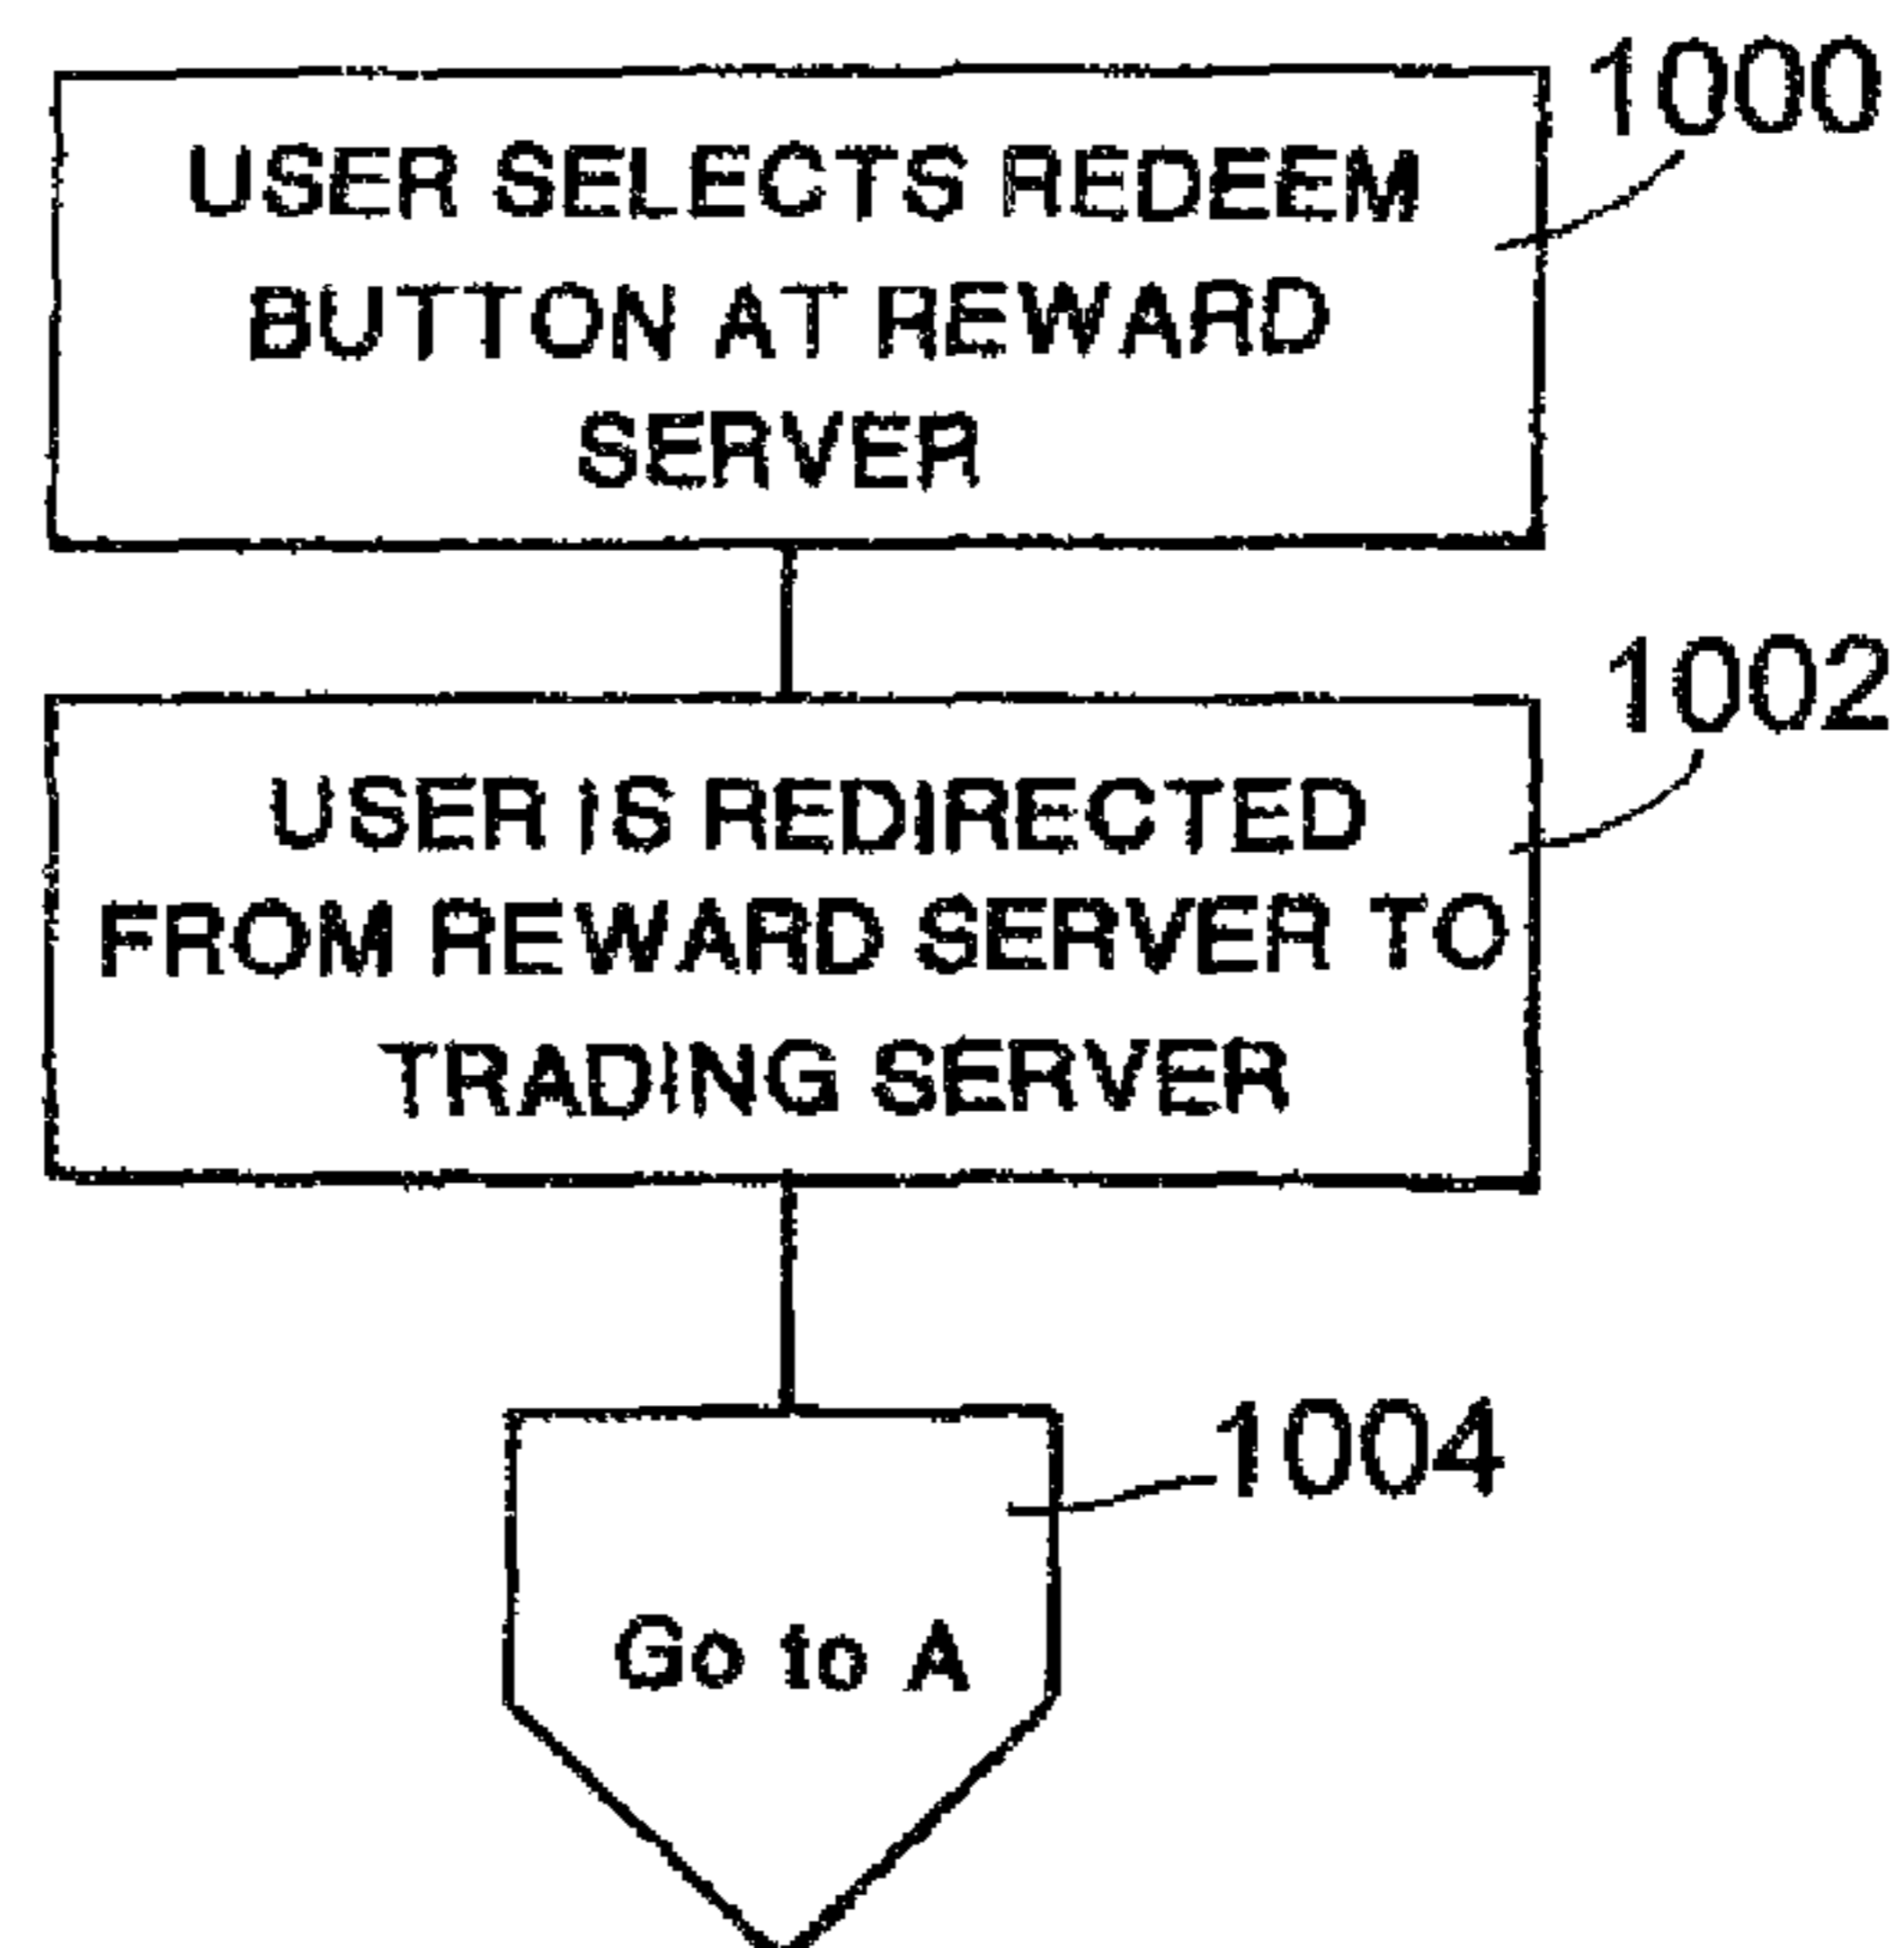 1000
USER SELECTS REDEEM
BUTTON AT REWARD
SERVER
1002
USER IS REDIRECTED
FROM REWARD SERVER TO
TRADING SERVER
1004
Go to A